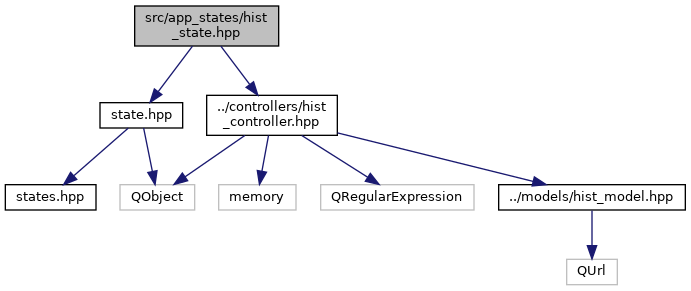 src/app_states/hist
_state.hpp
state.hpp
../controllers/hist
_controller.hpp
states.hpp
QObject
memory
QRegularExpression
../models/hist_model.hpp
QUrl